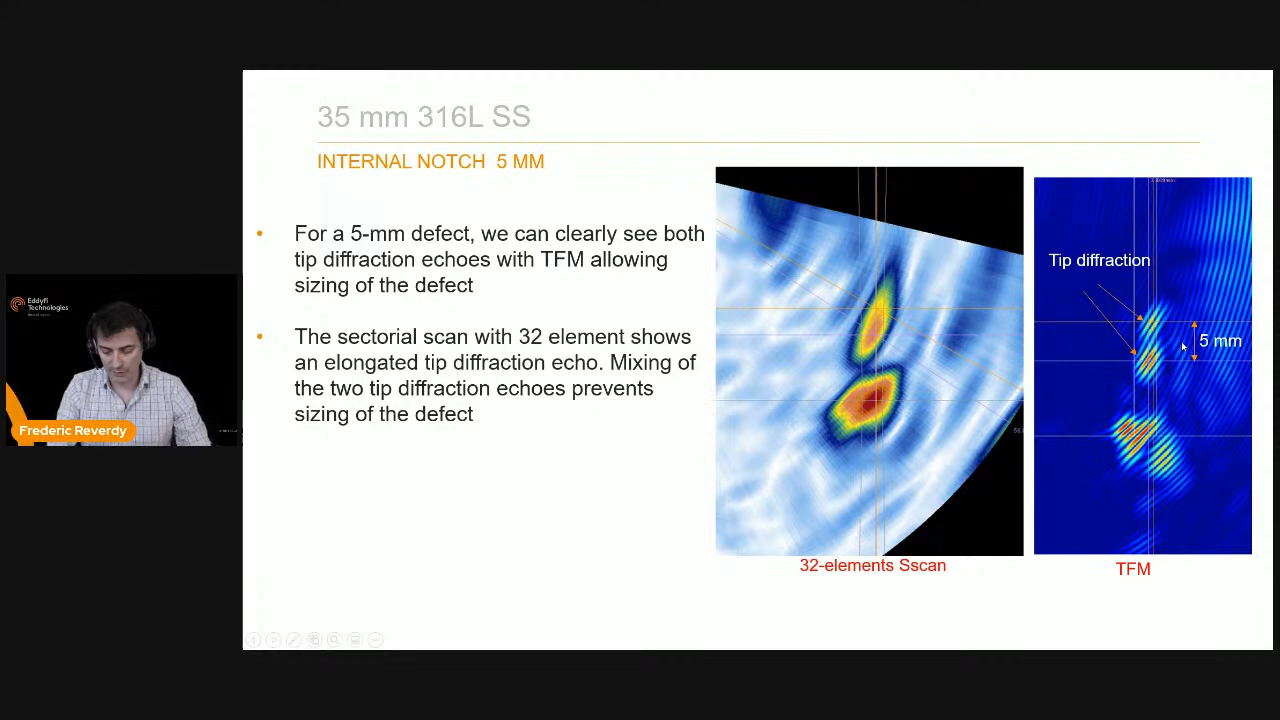 35 mm 316L SS
INTERNAL NOTCH 5 MM
• For a 5-mm defect, we can clearly see both
tip diffraction echoes with TFM allowing
sizing of the defect
• The sectorial scan with 32 element shows
an elongated tip diffraction echo. Mixing of
the two tip diffraction echoes prevents
sizing of the defect
32-elements Sscan
Tip diffraction
5 mm
TFM
Eddyfi
Technologies
Frederic Reverdy